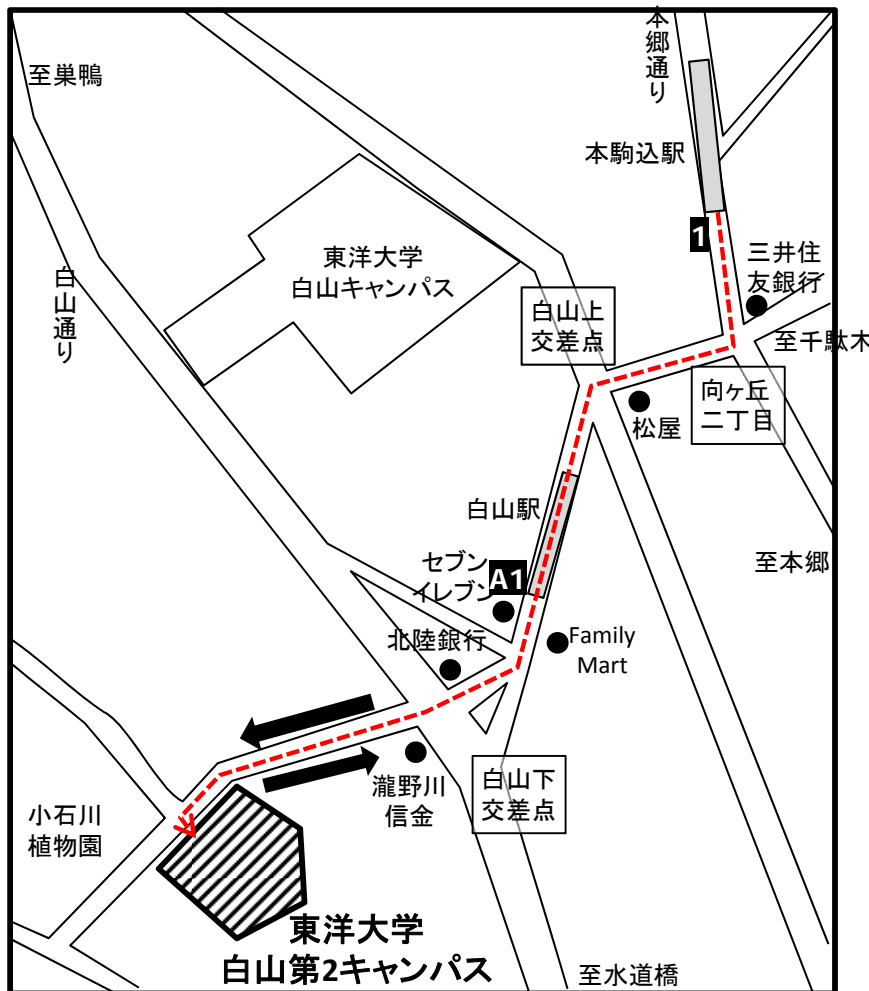 本郷通り
至巣鴨
本駒込駅
1
三井住
友銀行
東洋大学
白山キャンパス
白山通り
白山上
交差点
至千駄木
向ヶ丘
二丁目
松屋
白山駅
セブン
イレブン
A1
至本郷
北陸銀行
Family
Mart
白山下
交差点
瀧野川
信金
小石川
植物園
東洋大学
白山第2キャンパス
至水道橋